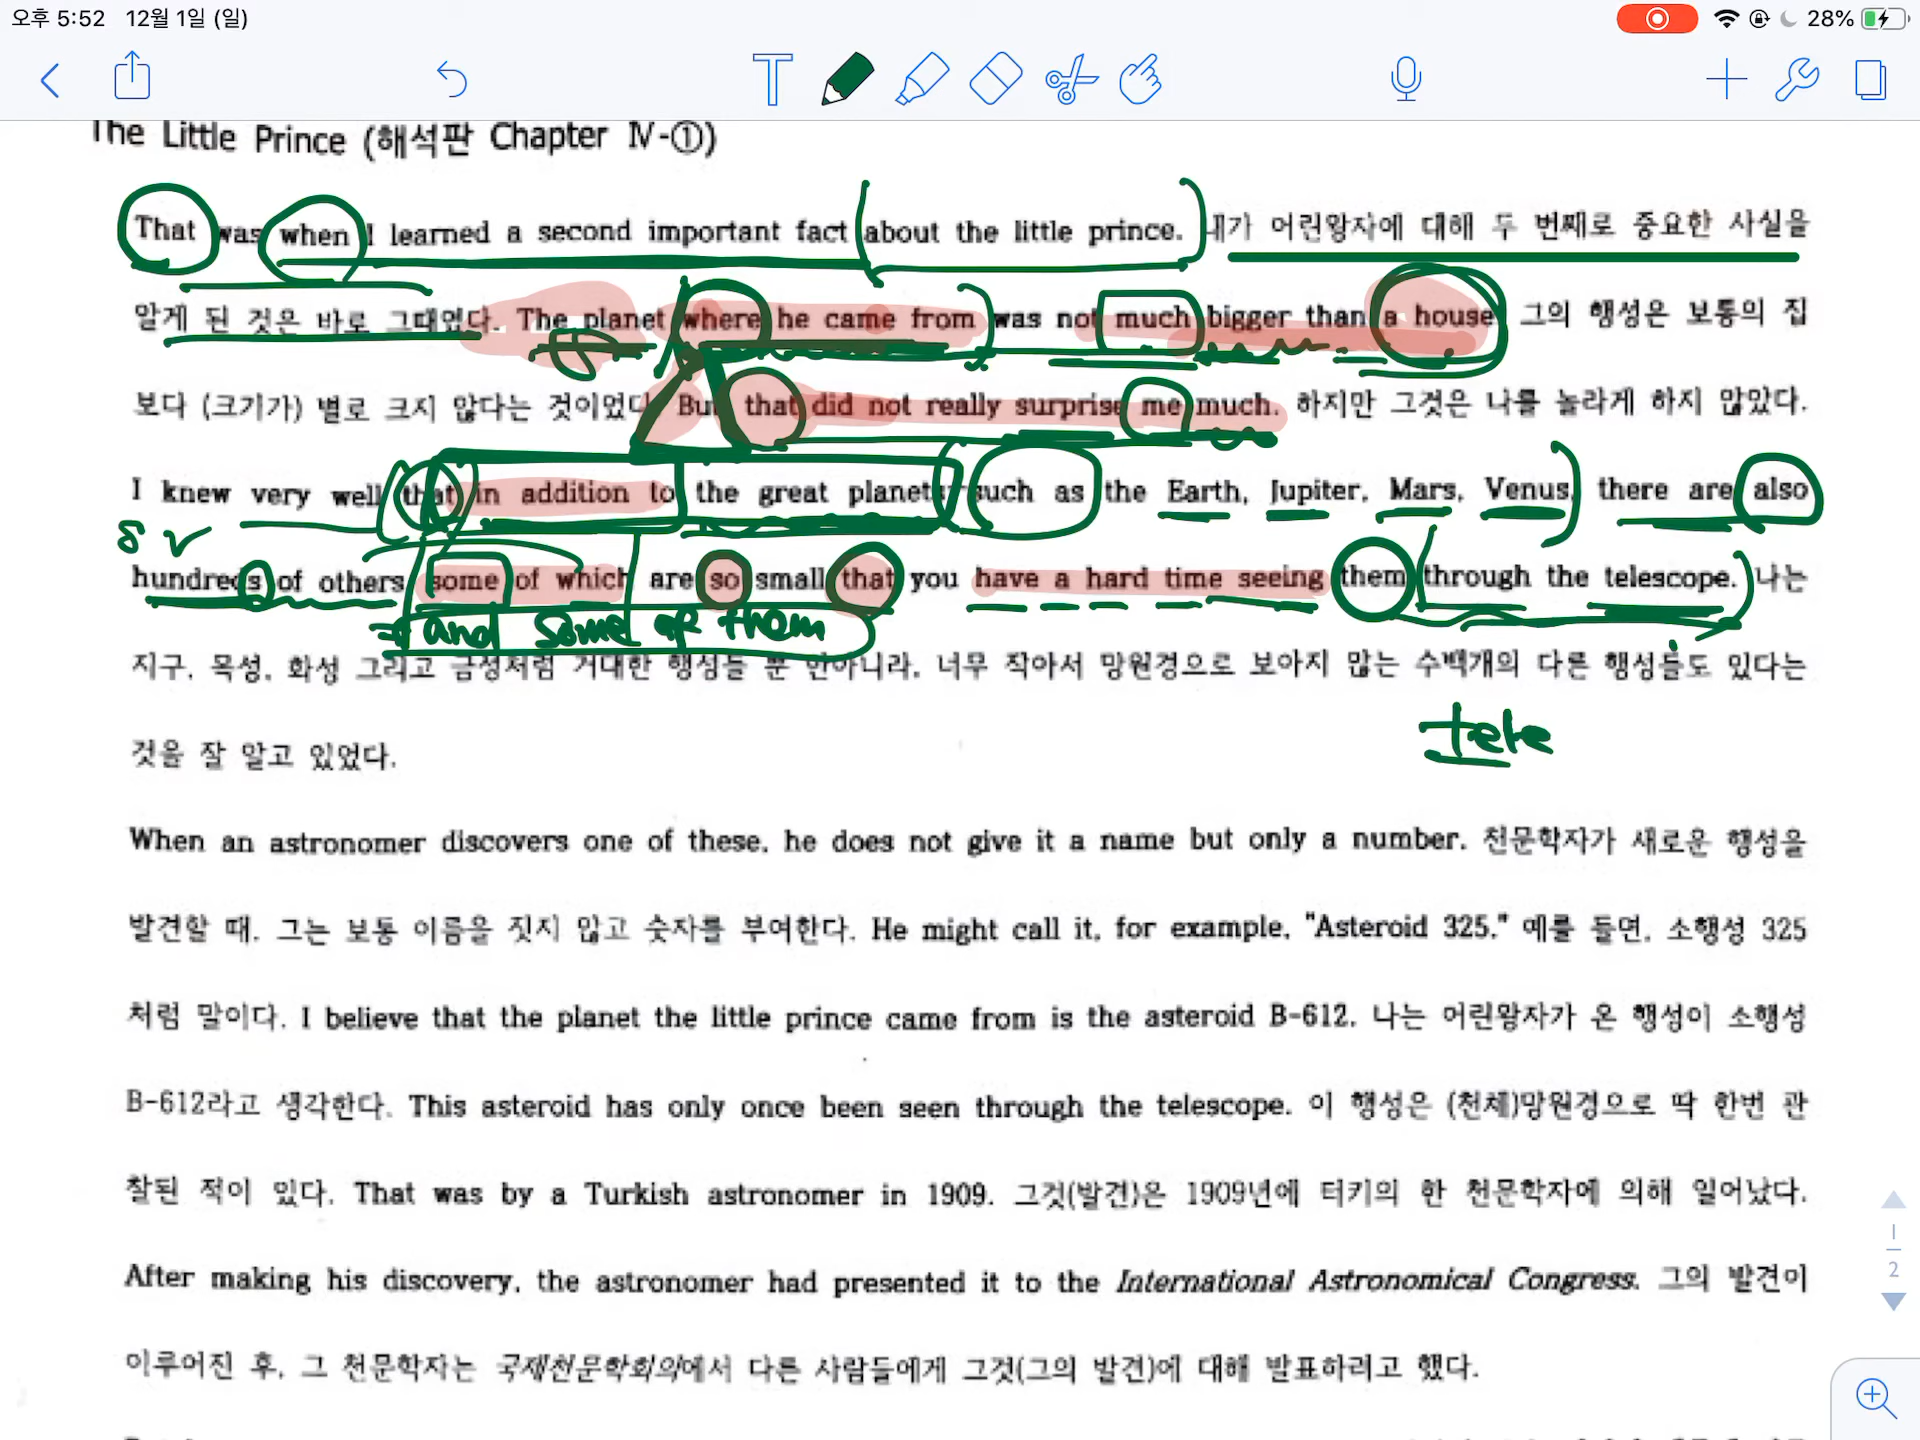 오후 5:52 12월 1일 (일) 28%
T
The Little Prince (해석판 Chapter Ⅳ-①)
That was when I learned a second important fact about the little prince. 내가 어린왕자에 대해 두 번째로 중요한 사실을
알게 된 것은 바로 그때였다. The planet where he came from was not much bigger than a house. 그의 행성은 보통의 집
보다 (크기가) 별로 크지 않다는 것이었다. But that did not really surprise me much. 하지만 그것은 나를 놀라게 하지 않았다.
I knew very well that in addition to the great planets such as the Earth, Jupiter, Mars, Venus, there are also
S V
hundreds of others some of which are so small that you have a hard time seeing them through the telescope. 나는
and some of them
지구, 목성, 화성 그리고 금성처럼 거대한 행성들 뿐 만아니라, 너무 작아서 망원경으로 보아지 않는 수백개의 다른 행성들도 있다는
tele
것을 잘 알고 있었다.
When an astronomer discovers one of these, he does not give it a name but only a number. 천문학자가 새로운 행성을
발견할 때, 그는 보통 이름을 짓지 않고 숫자를 부여한다. He might call it, for example, "Asteroid 325." 예를 들면, 소행성 325
처럼 말이다. I believe that the planet the little prince came from is the asteroid B-612. 나는 어린왕자가 온 행성이 소행성
B-612라고 생각한다. This asteroid has only once been seen through the telescope. 이 행성은 (천체)망원경으로 딱 한번 관
찰된 적이 있다. That was by a Turkish astronomer in 1909. 그것(발견)은 1909년에 터키의 한 천문학자에 의해 일어났다.
After making his discovery, the astronomer had presented it to the International Astronomical Congress. 그의 발견이
이루어진 후, 그 천문학자는 국제천문학회의에서 다른 사람들에게 그것(그의 발견)에 대해 발표하려고 했다.
1
2